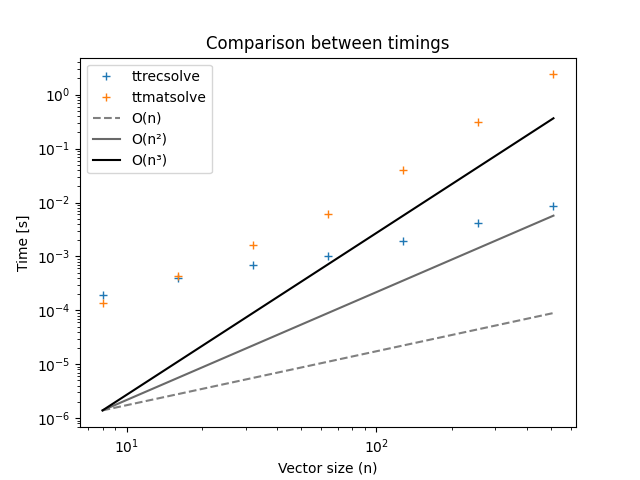 Comparison between timings
ttrecsolve
ttmatsolve
O(n)
O(n²)
O(n³)
10⁰
10⁻¹
10⁻²
10⁻³
10⁻⁴
10⁻⁵
10⁻⁶
Time [s]
10¹
10²
Vector size (n)